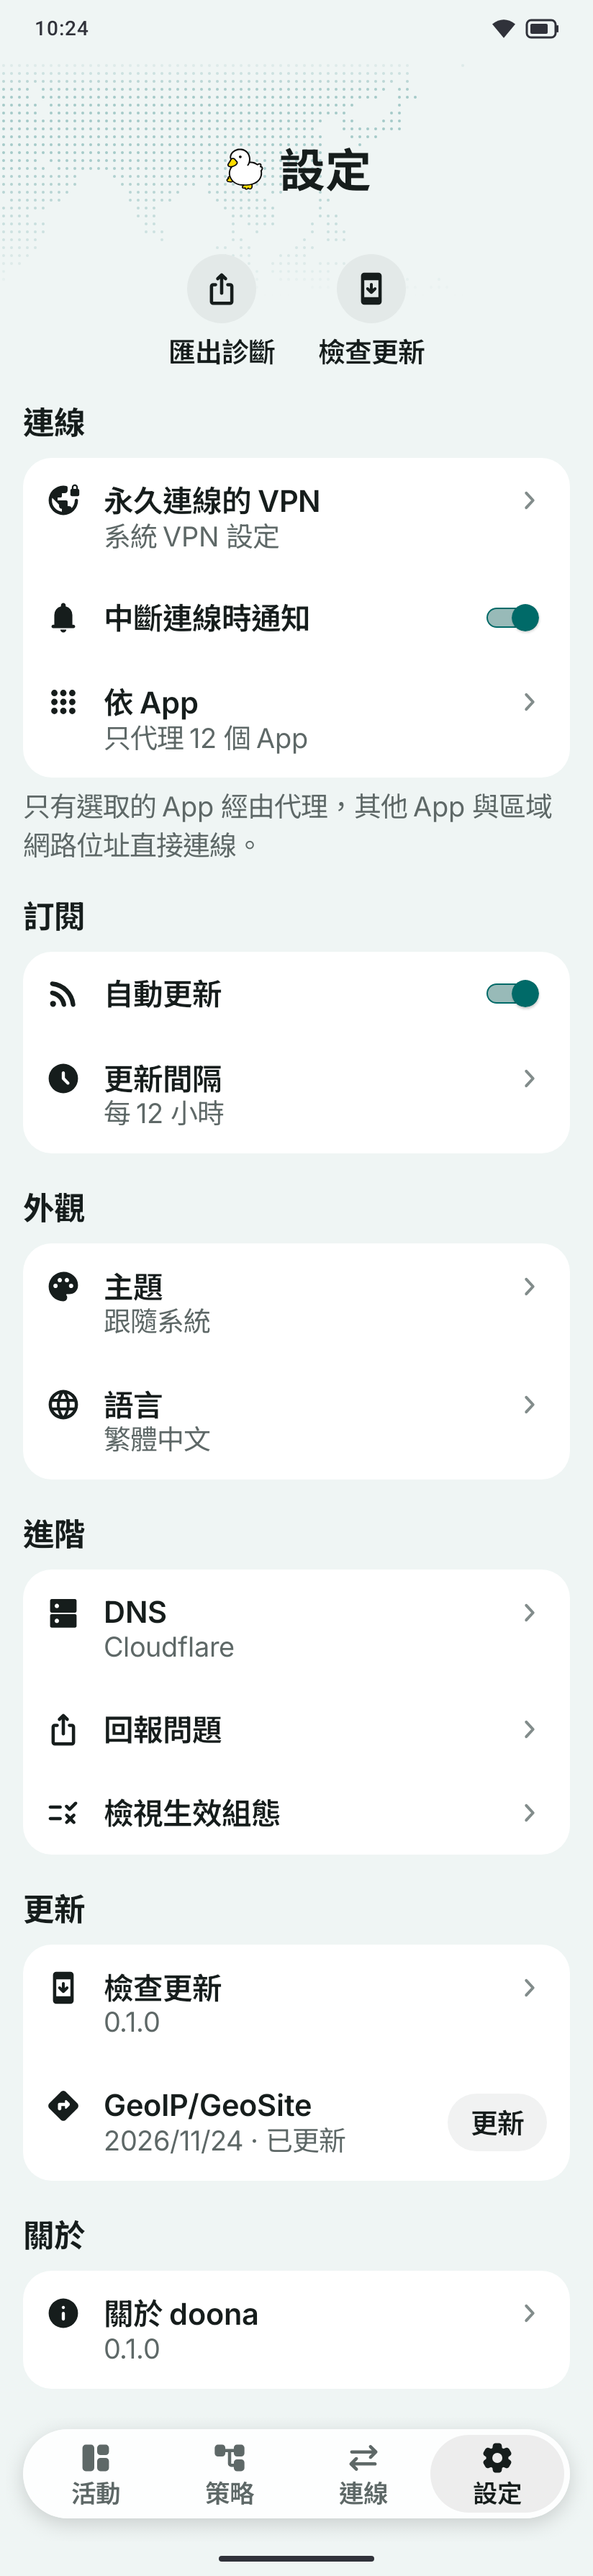 10:24
設定
匯出診斷
檢查更新
連線
永久連線的 VPN
系統 VPN 設定
中斷連線時通知
依 App
只代理 12 個 App
只有選取的 App 經由代理，其他 App 與區域
網路位址直接連線。
訂閱
自動更新
更新間隔
每 12 小時
外觀
主題
跟隨系統
語言
繁體中文
進階
DNS
Cloudflare
回報問題
檢視生效組態
更新
檢查更新
0.1.0
GeoIP/GeoSite
2026/11/24 · 已更新
更新
關於
關於 doona
0.1.0
活動
策略
連線
設定